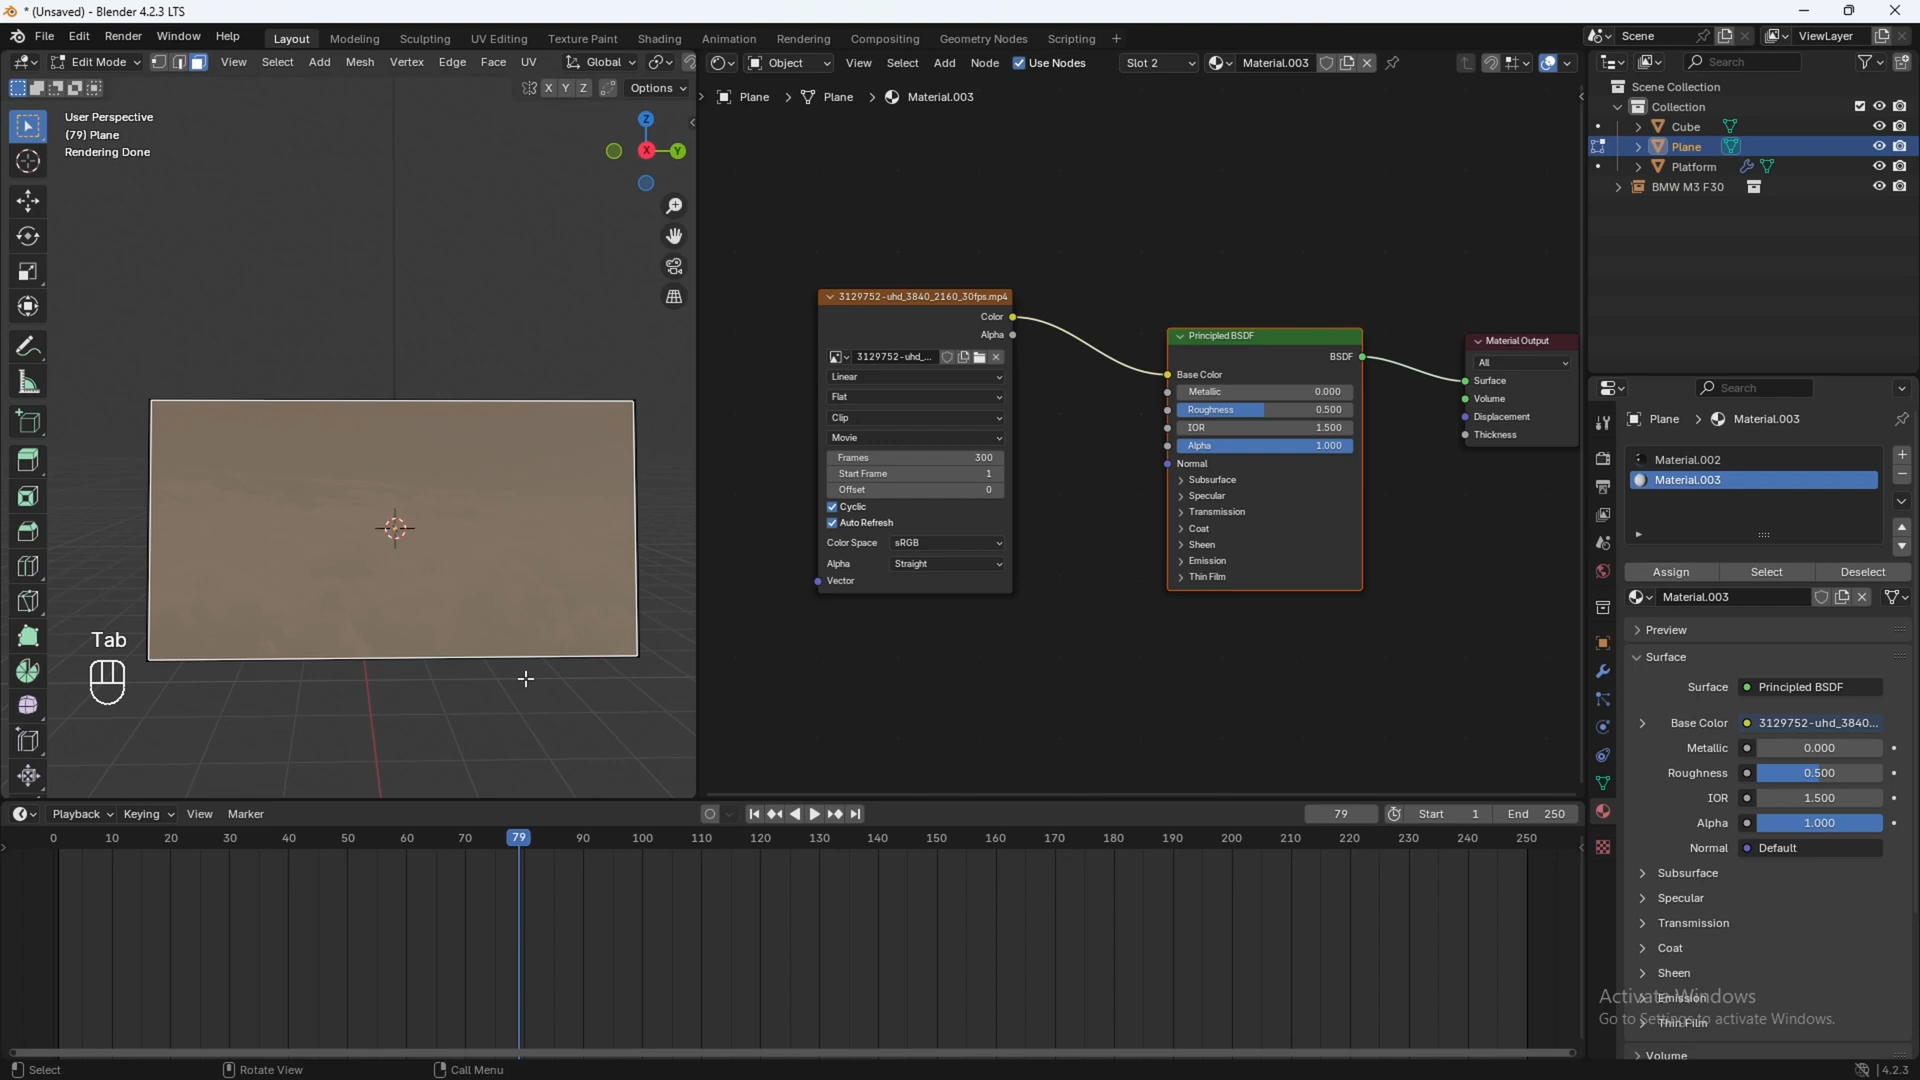 * (Unsaved) - Blender 4.2.3 LTS
File Edit Render Window Help Layout Modeling Sculpting UV Editing Texture Paint Shading Animation Rendering Compositing Geometry Nodes Scripting + Scene ViewLayer
Edit Mode View Select Add Mesh Vertex Edge Face UV Global
Object View Select Add Node Use Nodes Slot 2 Material.003
Search
X Y Z Options
Plane > Plane > Material.003
Scene Collection
Collection
Cube
Plane
Platform
BMW M3 F30
User Perspective
(79) Plane
Rendering Done
Z
X
Y
Tab
3129752-uhd_3840_2160_30fps.mp4
Color
Alpha
3129752-uhd_...
Linear
Flat
Clip
Movie
Frames 300
Start Frame 1
Offset 0
Cyclic
Auto Refresh
Color Space sRGB
Alpha Straight
Vector
Principled BSDF
BSDF
Base Color
Metallic 0.000
Roughness 0.500
IOR 1.500
Alpha 1.000
Normal
Subsurface
Specular
Transmission
Coat
Sheen
Emission
Thin Film
Material Output
All
Surface
Volume
Displacement
Thickness
Search
Plane > Material.003
Material.002
Material.003
Assign Select Deselect
Material.003
Preview
Surface
Surface Principled BSDF
Base Color 3129752-uhd_3840...
Metallic 0.000
Roughness 0.500
IOR 1.500
Alpha 1.000
Normal Default
Subsurface
Specular
Transmission
Coat
Sheen
Emission
Thin Film
Volume
Activate Windows
Go to Settings to activate Windows.
Playback Keying View Marker 79 Start 1 End 250
0 10 20 30 40 50 60 70 79 90 100 110 120 130 140 150 160 170 180 190 200 210 220 230 240 250
Select Rotate View Call Menu 4.2.3